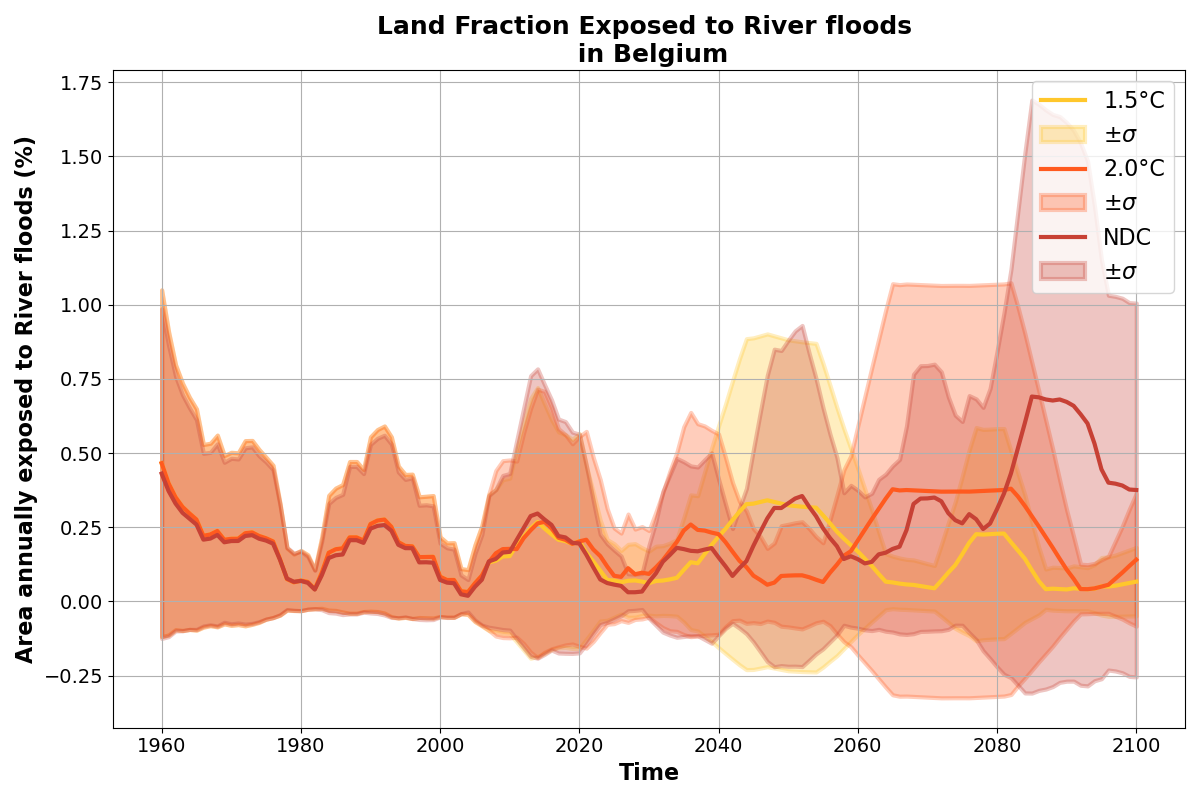 Land Fraction Exposed to River floods
in Belgium
Area annually exposed to River floods (%)
1.75
1.50
1.25
1.00
0.75
0.50
0.25
0.00
−0.25
1.5°C
±σ
2.0°C
±σ
NDC
±σ
1960
1980
2000
2020
2040
2060
2080
2100
Time